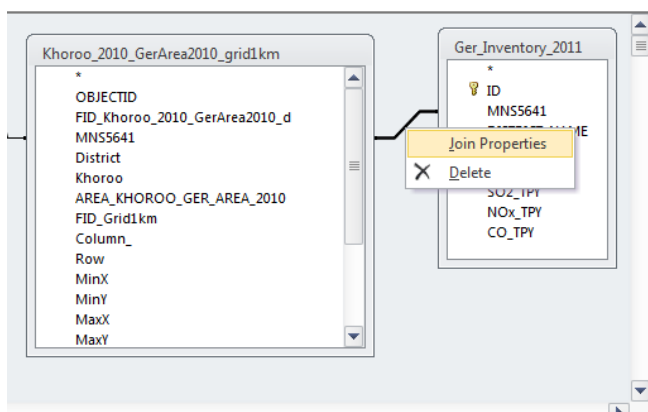 Khoroo_2010_GerArea2010_grid1km
*
OBJECTID
FID_Khoroo_2010_GerArea2010_d
MNS5641
District
Khoroo
AREA_KHOROO_GER_AREA_2010
FID_Grid1km
Column_
Row
MinX
MinY
MaxX
MaxY
Ger_Inventory_2011
*
ID
MNS5641
ME
Join Properties
Delete
SO2_TPY
NOx_TPY
CO_TPY